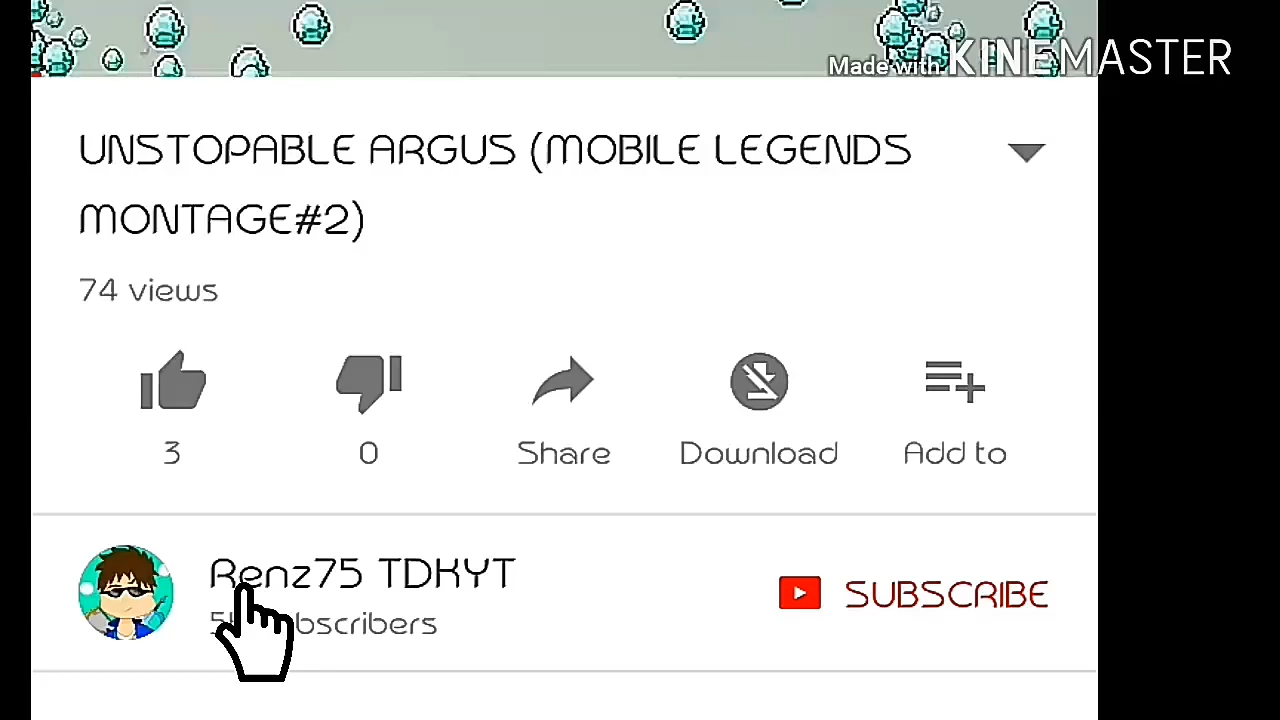 Made with KINEMASTER
UNSTOPABLE ARGUS (MOBILE LEGENDS
MONTAGE#2)
74 views
3
0
Share
Download
Add to
Renz75 TDKYT
SUBSCRIBE